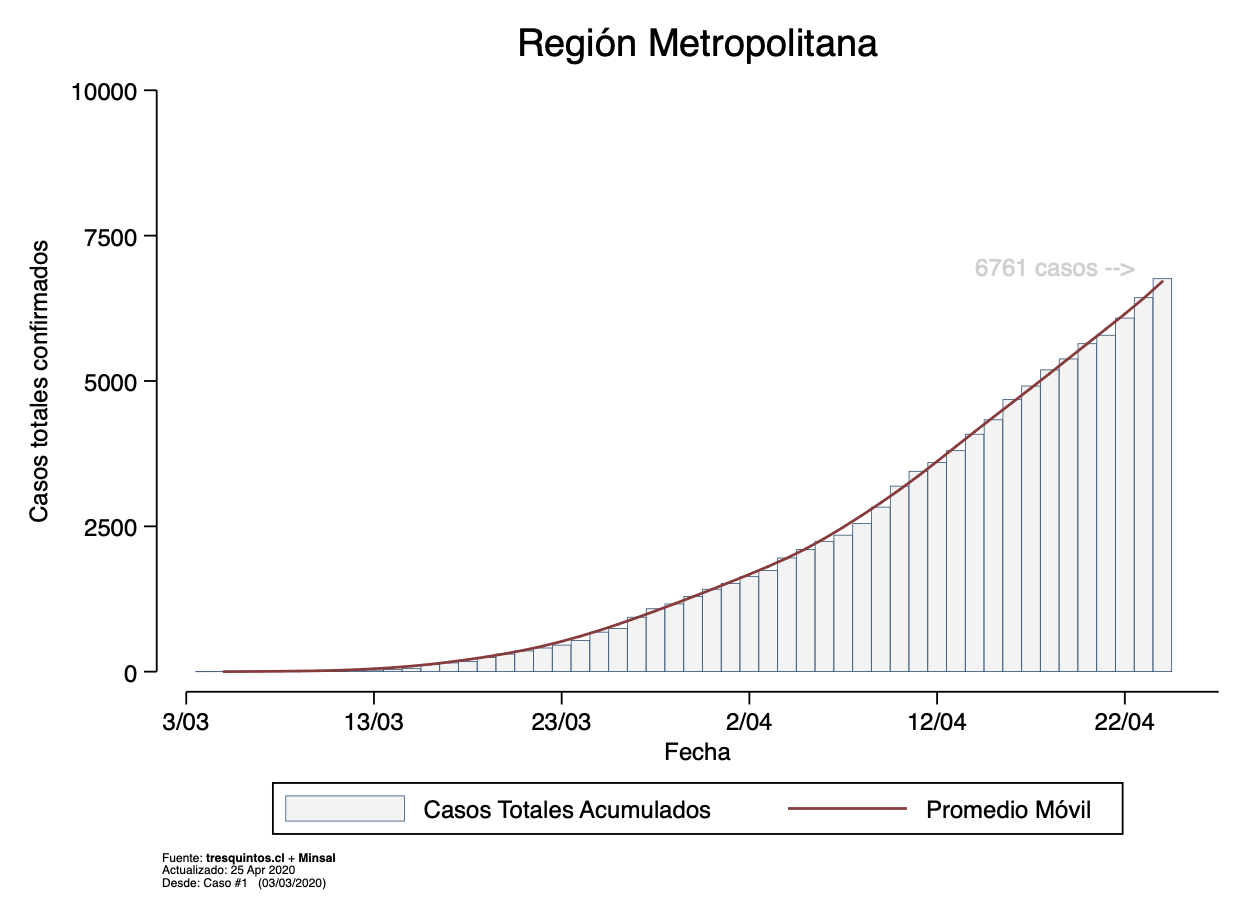 Región Metropolitana
10000
7500
5000
2500
0
Casos totales confirmados
6761 casos -->
3/03 13/03 23/03 2/04 12/04 22/04
Fecha
Casos Totales Acumulados Promedio Móvil
Fuente: tresquintos.cl + Minsal
Actualizado: 25 Apr 2020
Desde: Caso #1 (03/03/2020)